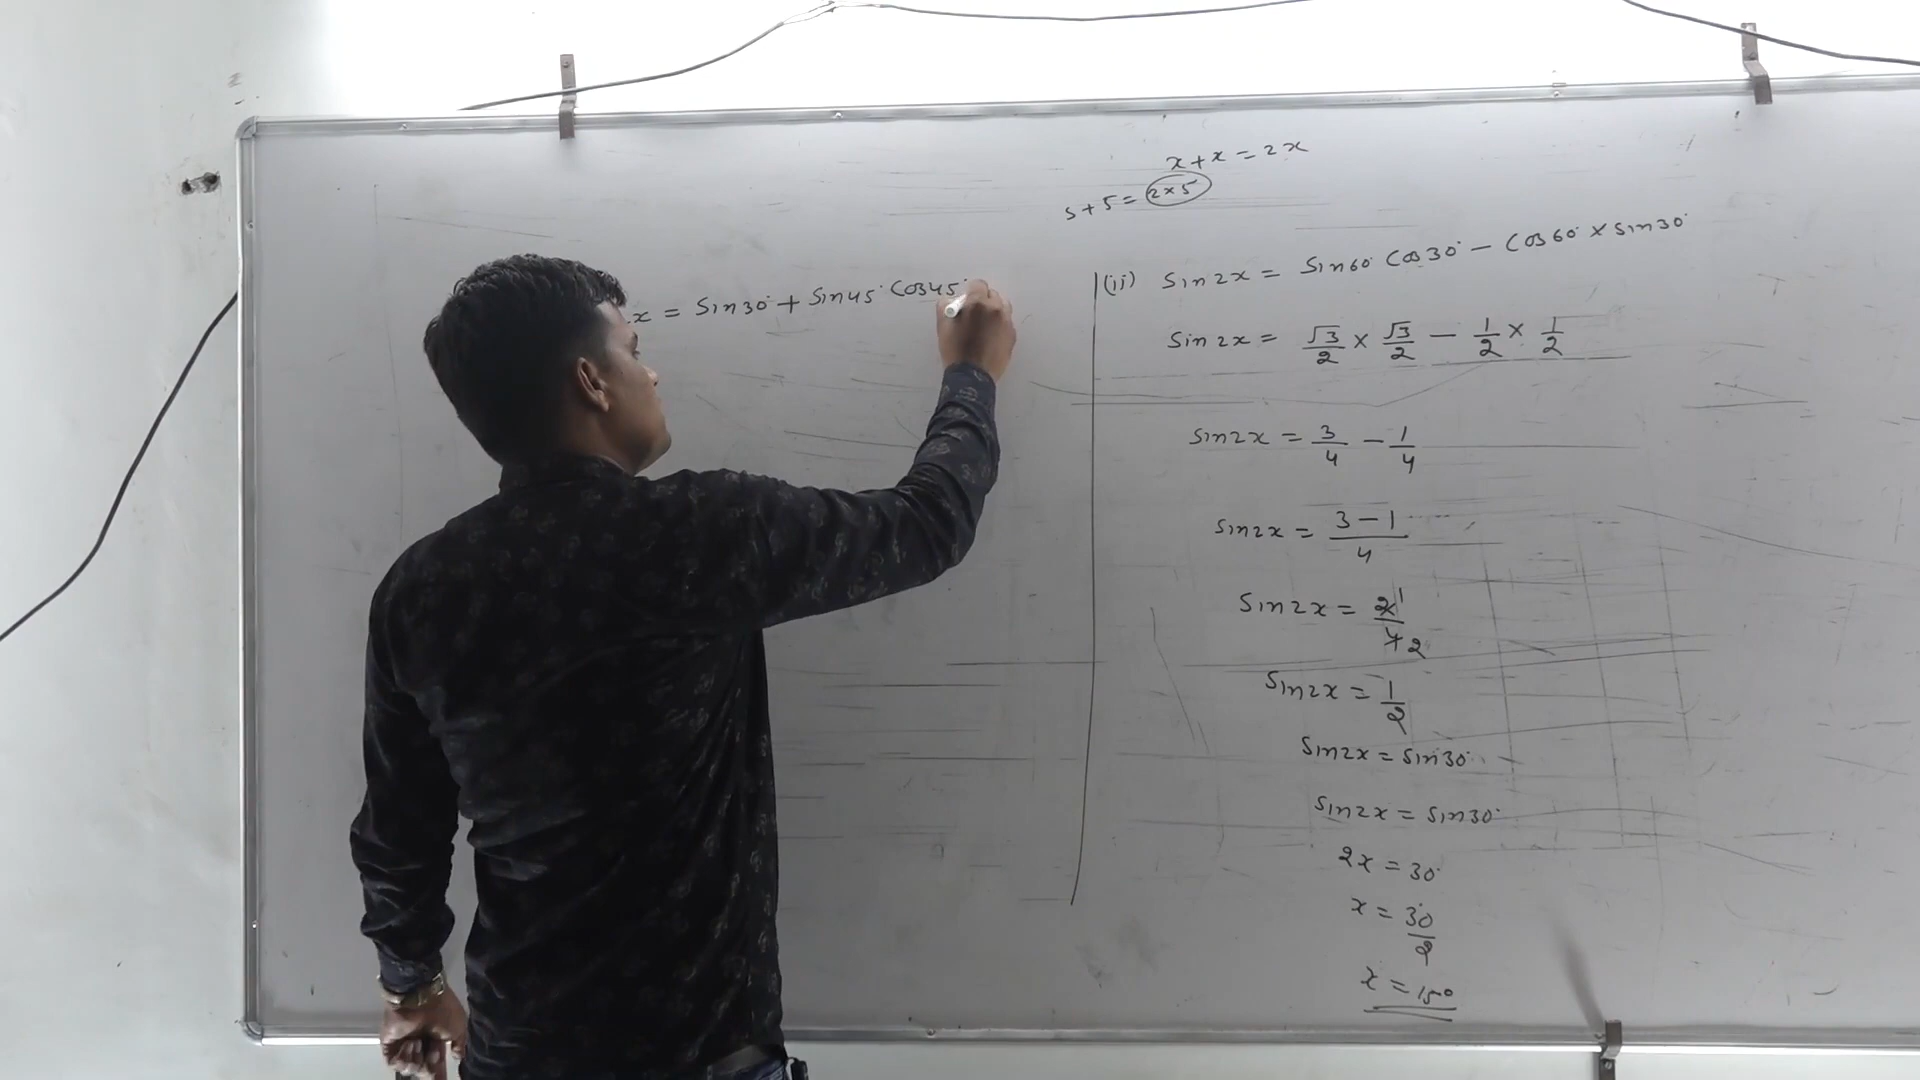 x + x = 2x
5 + 5 = 2 × 5
x = Sin30° + Sin45° Cos45°
(ii) Sin2x = Sin60° Cos30° − Cos60° × Sin30°
Sin2x = √3/2 × √3/2 − 1/2 × 1/2
Sin2x = 3/4 − 1/4
Sin2x = 3−1/4
Sin2x = 2 1/4 2
Sin2x = 1/2
Sin2x = Sin30°
Sin2x = Sin30°
2x = 30°
x = 30°/2
x = 15°